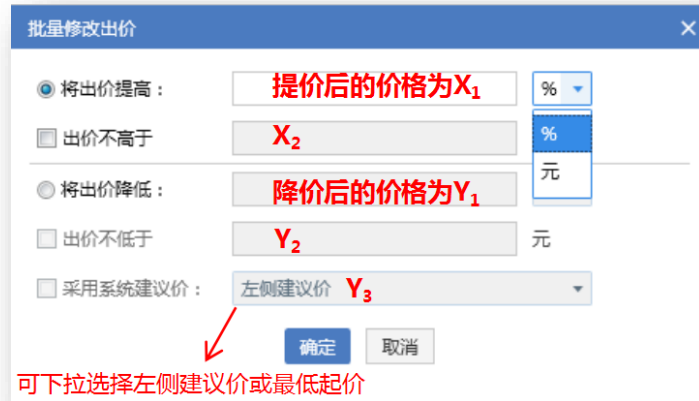 批量修改出价 ×
将出价提高： 提价后的价格为X₁ %
出价不高于 X₂ %
元
将出价降低： 降价后的价格为Y₁
出价不低于 Y₂ 元
采用系统建议价： 左侧建议价 Y₃
确定 取消
可下拉选择左侧建议价或最低起价